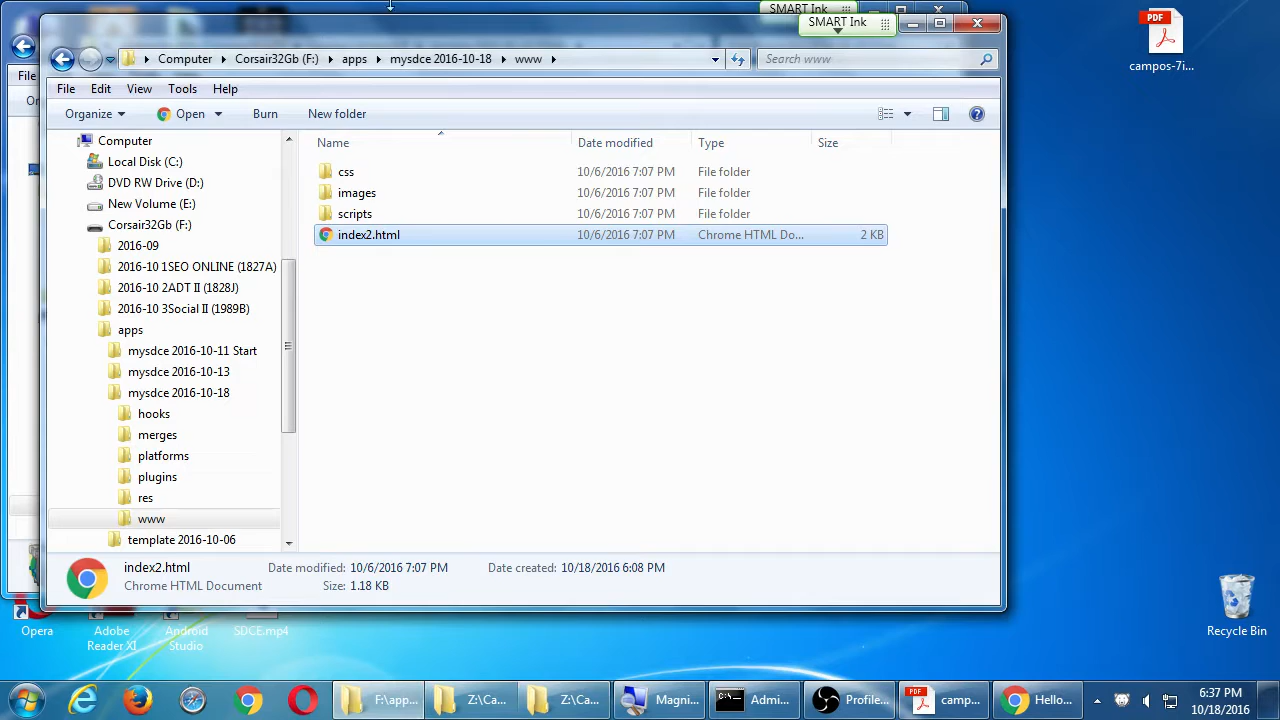 SMART Ink
SMART Ink
PDF
campos-7i...
Computer
Corsair32Gb (F:)
apps
mysdce 2016-10-18
www
Search www
File
File
Edit
View
Tools
Help
Or
Organize
Open
Burn
New folder
Name
Date modified
Type
Size
Computer
Local Disk (C:)
DVD RW Drive (D:)
New Volume (E:)
Corsair32Gb (F:)
2016-09
2016-10 1SEO ONLINE (1827A)
2016-10 2ADT II (1828J)
2016-10 3Social II (1989B)
apps
mysdce 2016-10-11 Start
mysdce 2016-10-13
mysdce 2016-10-18
hooks
merges
platforms
plugins
res
www
template 2016-10-06
css 10/6/2016 7:07 PM File folder
images 10/6/2016 7:07 PM File folder
scripts 10/6/2016 7:07 PM File folder
index2.html 10/6/2016 7:07 PM Chrome HTML Do... 2 KB
index2.html Date modified: 10/6/2016 7:07 PM Date created: 10/18/2016 6:08 PM
Chrome HTML Document Size: 1.18 KB
Opera
Adobe
Reader XI
Android
Studio
SDCE.mp4
Recycle Bin
F:\app...
Z:\Ca...
Z:\Ca...
Magni...
Admi...
Profile...
PDF
camp...
Hello...
6:37 PM
10/18/2016